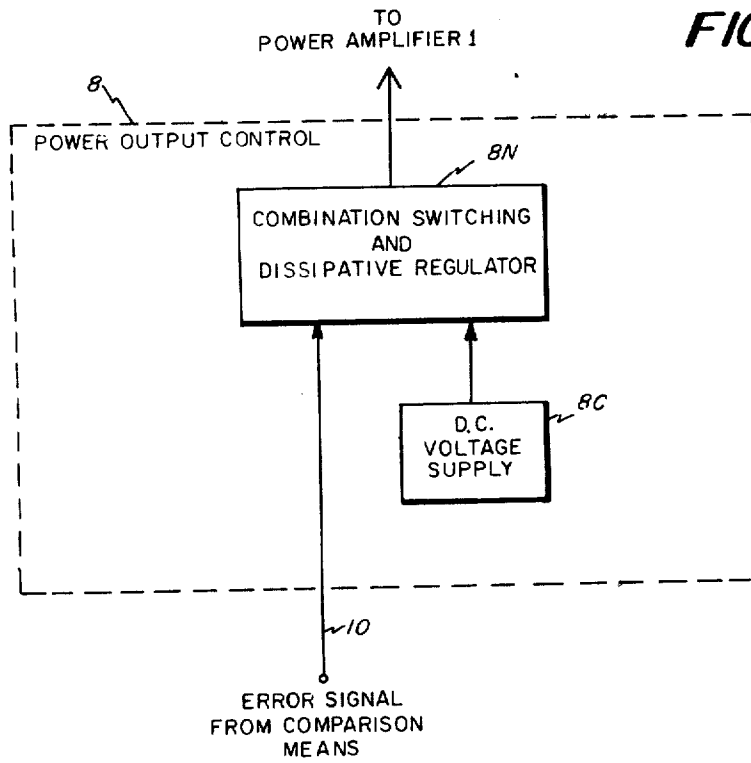 TO
POWER AMPLIFIER 1
FIG
8
POWER OUTPUT CONTROL
8N
COMBINATION SWITCHING
AND
DISSIPATIVE REGULATOR
8C
D.C.
VOLTAGE
SUPPLY
10
ERROR SIGNAL
FROM COMPARISON
MEANS